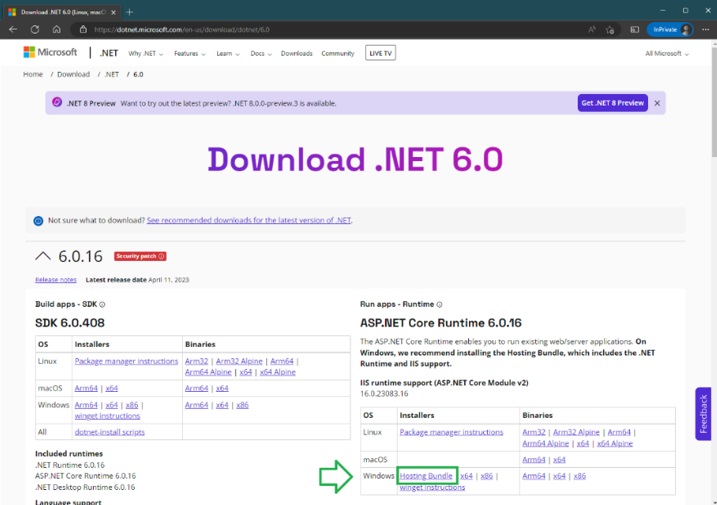 Download .NET 6.0 (Linux, macO
https://dotnet.microsoft.com/en-us/download/dotnet/6.0
InPrivate
Microsoft
.NET
Why .NET
Features
Learn
Docs
Downloads
Community
LIVE TV
All Microsoft
Home / Download / .NET / 6.0
.NET 8 Preview Want to try out the latest preview? .NET 8.0.0-preview.3 is available.
Get .NET 8 Preview
Download .NET 6.0
Not sure what to download? See recommended downloads for the latest version of .NET.
6.0.16
Security patch
Release notes Latest release date April 11, 2023
Build apps - SDK
SDK 6.0.408
OS Installers Binaries
Linux Package manager instructions Arm32 | Arm32 Alpine | Arm64 |
Arm64 Alpine | x64 | x64 Alpine
macOS Arm64 | x64 Arm64 | x64
Windows Arm64 | x64 | x86 | Arm64 | x64 | x86
winget instructions
All dotnet-install scripts
Included runtimes
.NET Runtime 6.0.16
ASP.NET Core Runtime 6.0.16
.NET Desktop Runtime 6.0.16
Language support
Run apps - Runtime
ASP.NET Core Runtime 6.0.16
The ASP.NET Core Runtime enables you to run existing web/server applications. On
Windows, we recommend installing the Hosting Bundle, which includes the .NET
Runtime and IIS support.
IIS runtime support (ASP.NET Core Module v2)
16.0.23083.16
OS Installers Binaries
Linux Package manager instructions Arm32 | Arm32 Alpine | Arm64 |
Arm64 Alpine | x64 | x64 Alpine
macOS Arm64 | x64
Windows Hosting Bundle | x64 | x86 | Arm64 | x64 | x86
winget instructions
Feedback